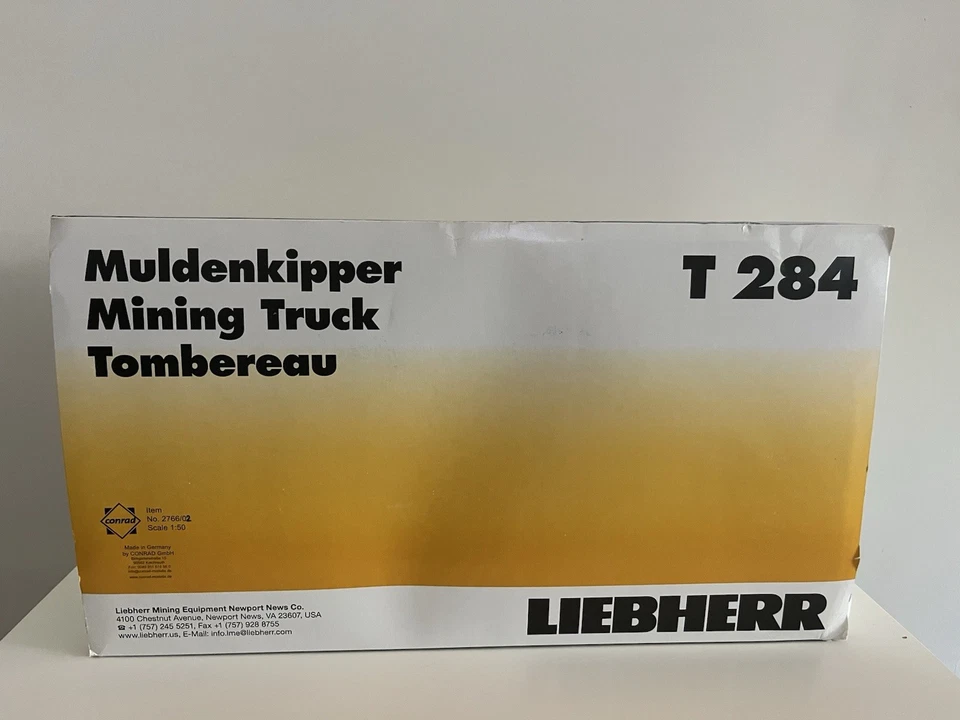 Muldenkipper
Mining Truck
Tombereau
T 284
conrad
Item
No. 2766/02
Scale 1:50
Made in Germany
by CONRAD GmbH
Liebherr Mining Equipment Newport News Co.
4100 Chestnut Avenue, Newport News, VA 23607, USA
☎ +1 (757) 245 5251, Fax +1 (757) 928 8755
www.liebherr.us, E-Mail: info.lme@liebherr.com
LIEBHERR